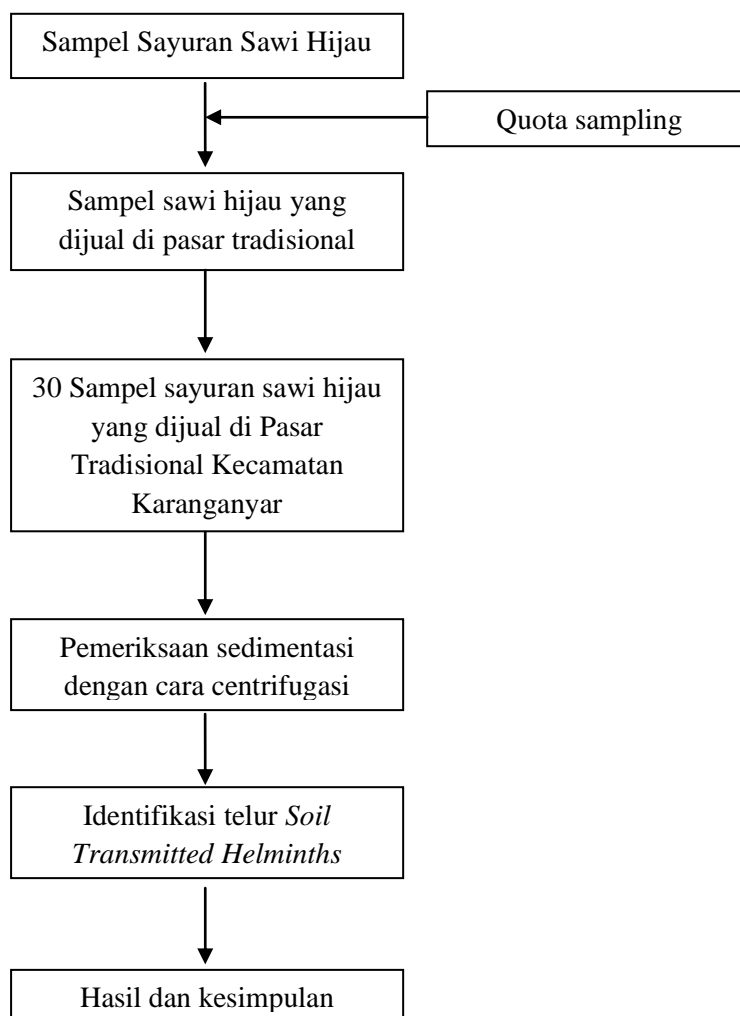 Sampel Sayuran Sawi Hijau
Quota sampling
Sampel sawi hijau yang
dijual di pasar tradisional
30 Sampel sayuran sawi hijau
yang dijual di Pasar
Tradisional Kecamatan
Karanganyar
Pemeriksaan sedimentasi
dengan cara centrifugasi
Identifikasi telur Soil
Transmitted Helminths
Hasil dan kesimpulan